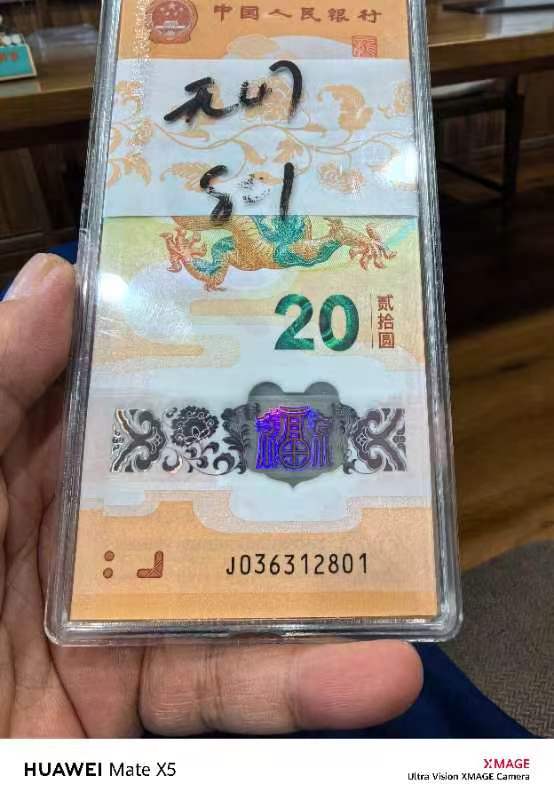 中国人民银行
20
贰拾圆
福
J036312801
HUAWEI Mate X5
XMAGE
Ultra Vision XMAGE Camera